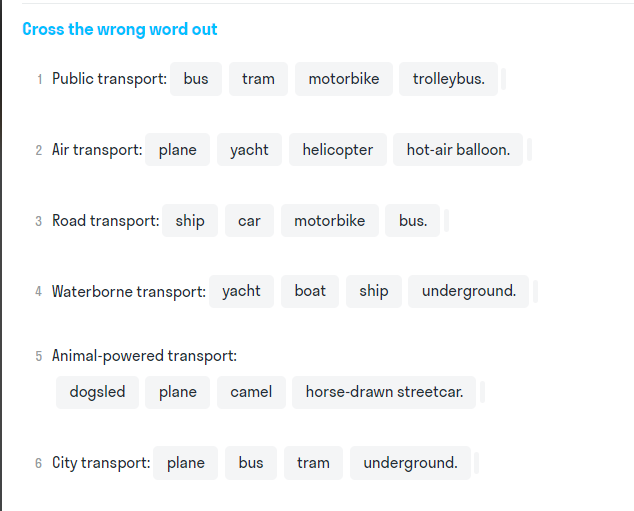 Cross the wrong word out
1 Public transport: bus tram motorbike trolleybus.
2 Air transport: plane yacht helicopter hot-air balloon.
3 Road transport: ship car motorbike bus.
4 Waterborne transport: yacht boat ship underground.
5 Animal-powered transport:
dogsled plane camel horse-drawn streetcar.
6 City transport: plane bus tram underground.